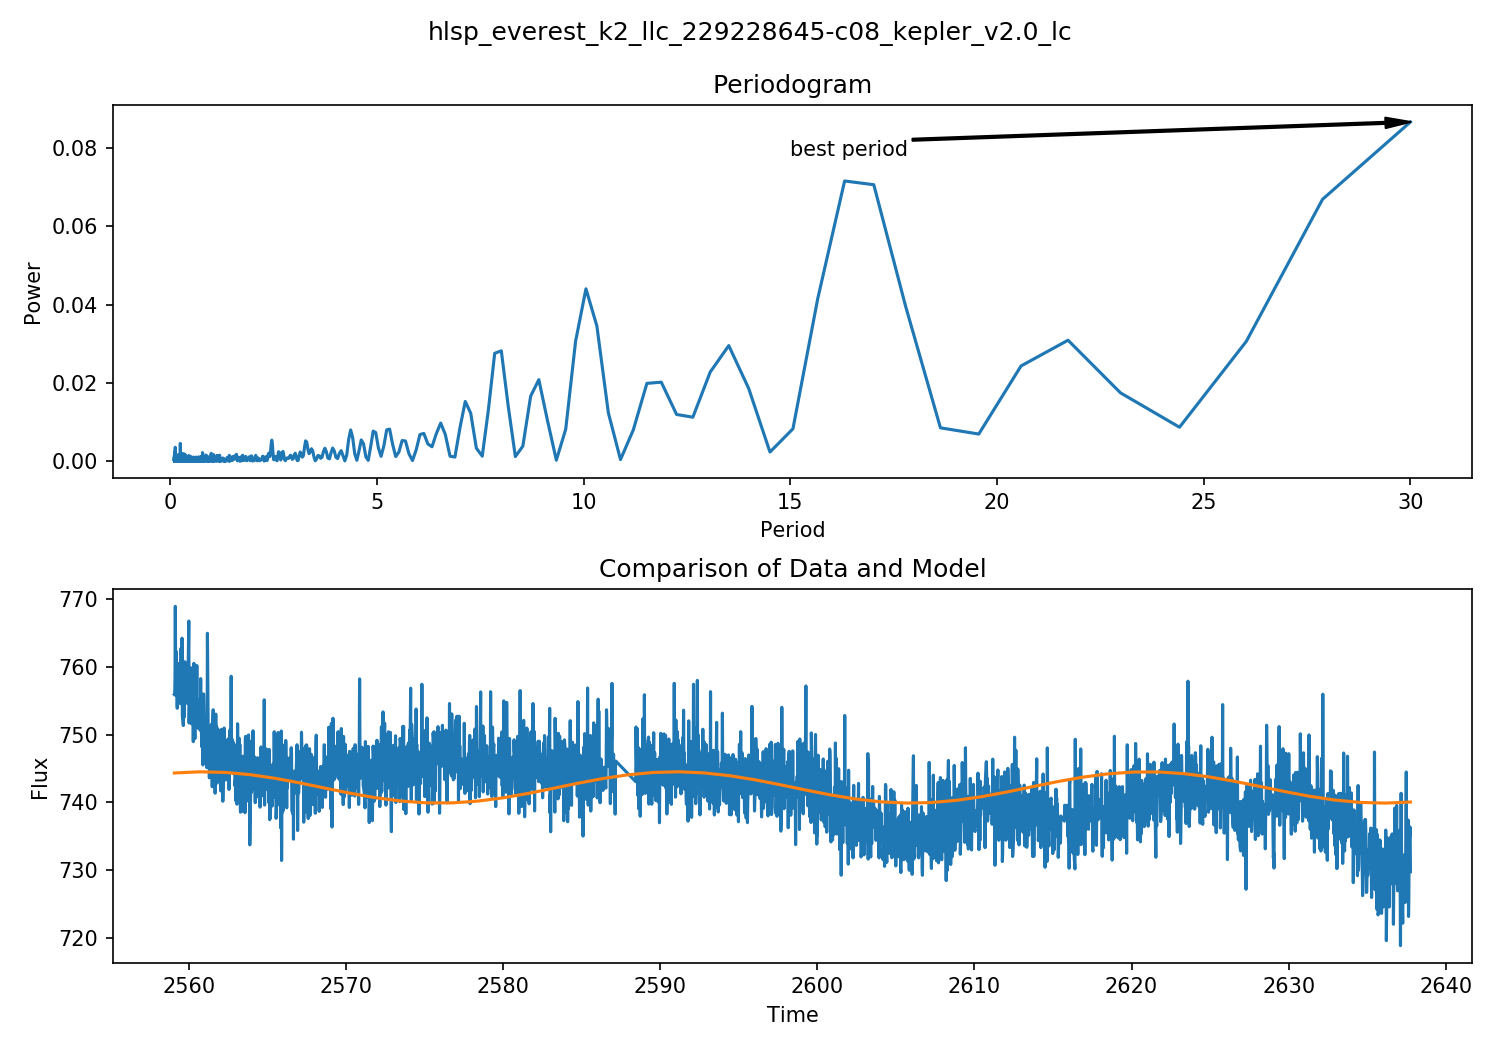 hlsp_everest_k2_llc_229228645-c08_kepler_v2.0_lc
Periodogram
best period
Power
0.08
0.06
0.04
0.02
0.00
0 5 10 15 20 25 30
Period
Comparison of Data and Model
Flux
770
760
750
740
730
720
2560 2570 2580 2590 2600 2610 2620 2630 2640
Time